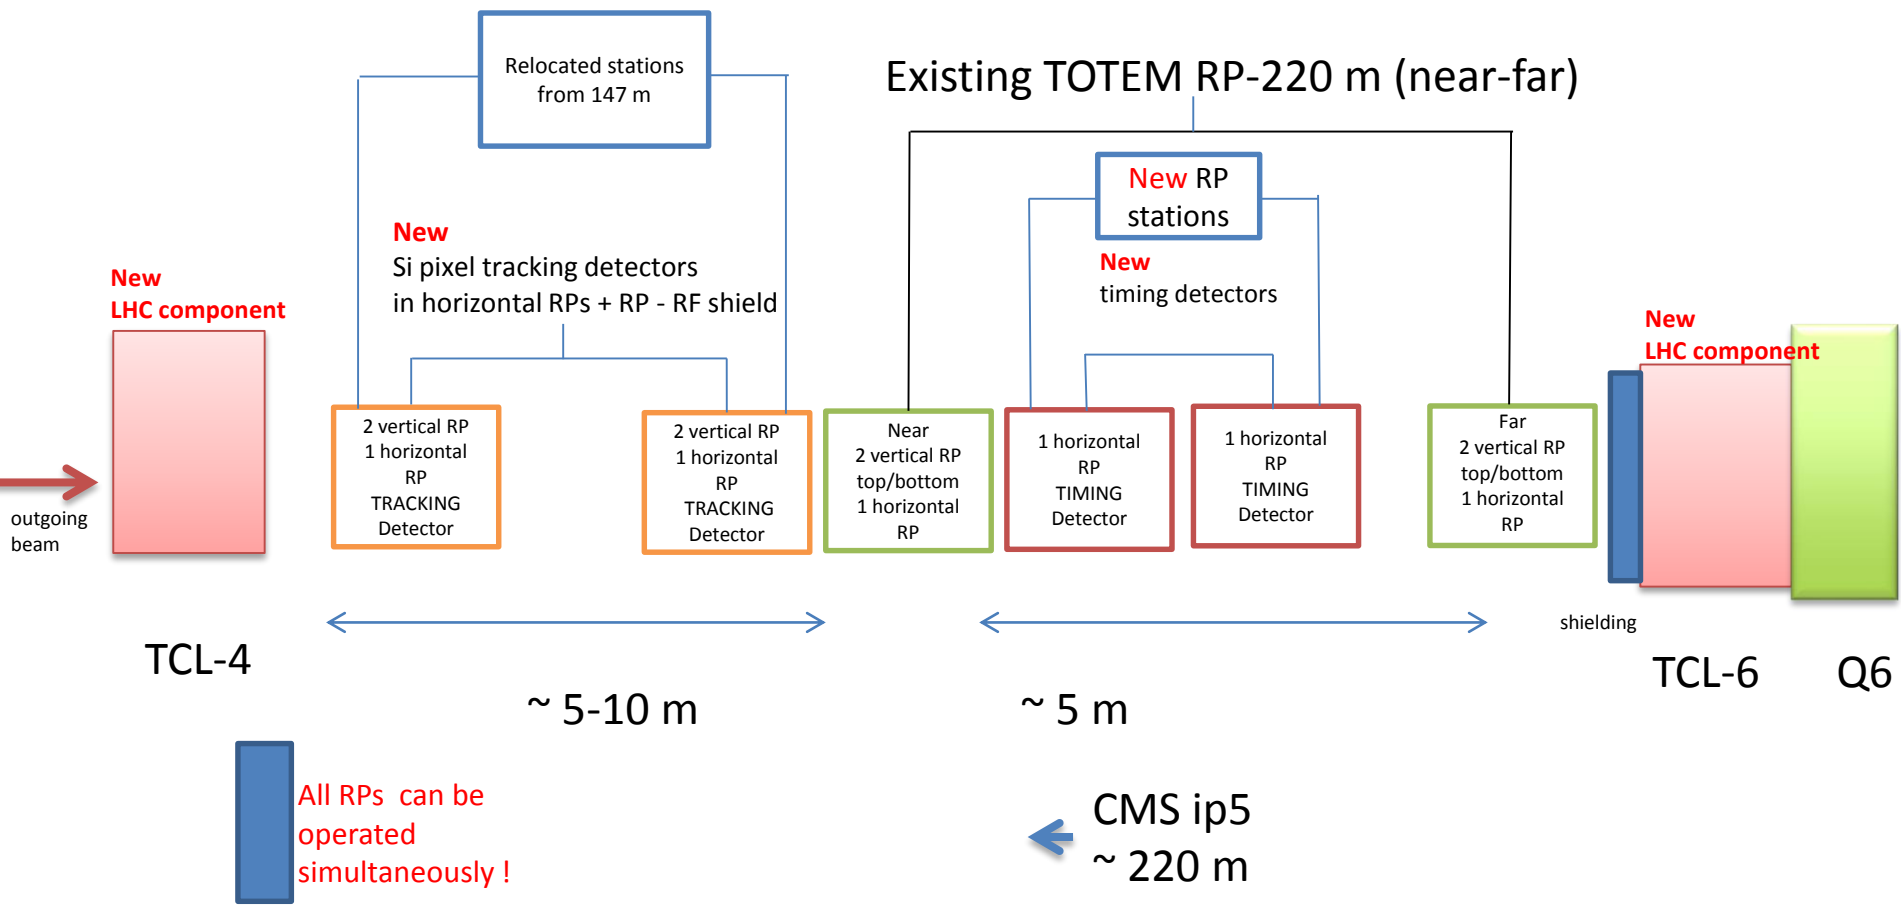 Relocated stations
from 147 m
Existing TOTEM RP-220 m (near-far)
New RP
stations
New
Si pixel tracking detectors
in horizontal RPs + RP - RF shield
New
timing detectors
New
LHC component
New
LHC component
outgoing
beam
2 vertical RP
1 horizontal
RP
TRACKING
Detector
2 vertical RP
1 horizontal
RP
TRACKING
Detector
Near
2 vertical RP
top/bottom
1 horizontal
RP
1 horizontal
RP
TIMING
Detector
1 horizontal
RP
TIMING
Detector
Far
2 vertical RP
top/bottom
1 horizontal
RP
shielding
TCL-4
TCL-6
Q6
~ 5-10 m
~ 5 m
All RPs can be
operated
simultaneously !
CMS ip5
~ 220 m